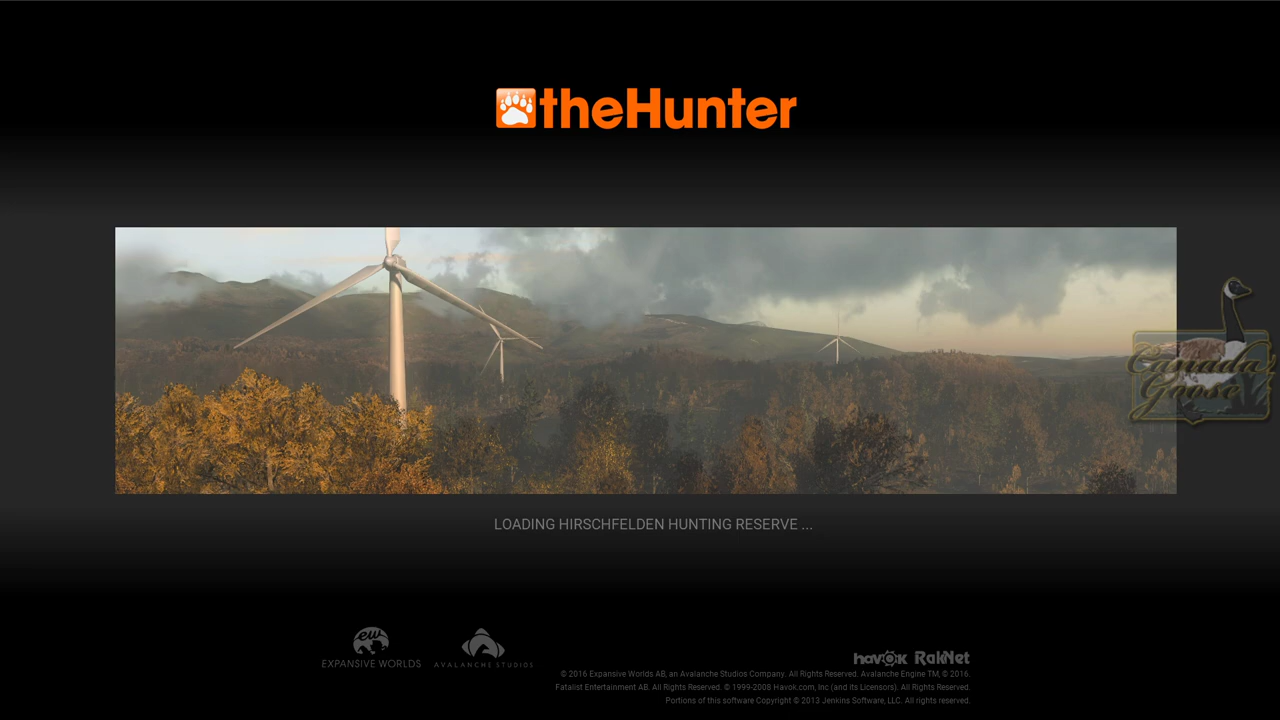 theHunter
Canada
Goose
LOADING HIRSCHFELDEN HUNTING RESERVE ...
ew
EXPANSIVE WORLDS
AVALANCHE STUDIOS
havok RakNet
© 2016 Expansive Worlds AB, an Avalanche Studios Company. All Rights Reserved. Avalanche Engine TM, © 2016.
Fatalist Entertainment AB. All Rights Reserved. © 1999-2008 Havok.com, Inc (and its Licensors). All Rights Reserved.
Portions of this software Copyright © 2013 Jenkins Software, LLC. All rights reserved.